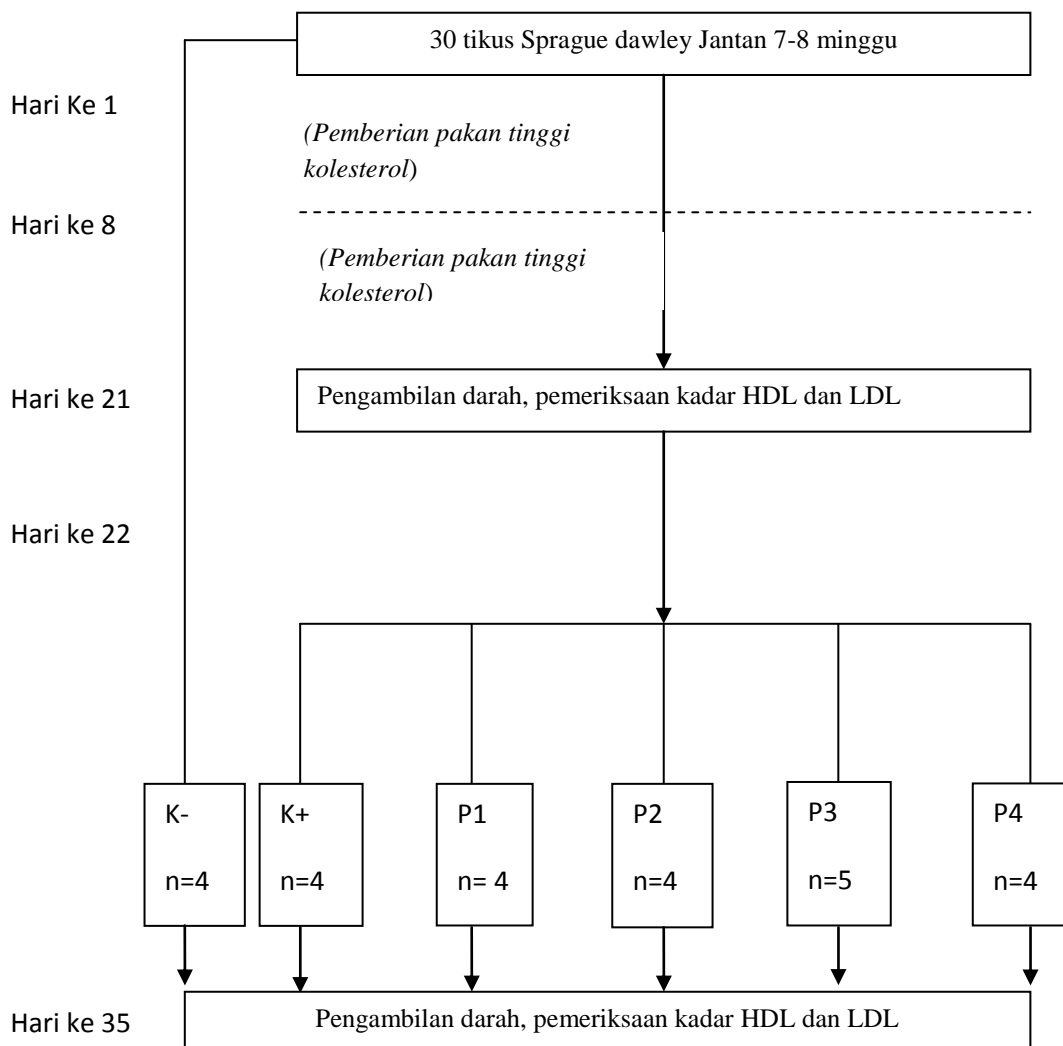 30 tikus Sprague dawley Jantan 7-8 minggu
Hari Ke 1
(Pemberian pakan tinggi
kolesterol)
Hari ke 8
(Pemberian pakan tinggi
kolesterol)
Hari ke 21
Pengambilan darah, pemeriksaan kadar HDL dan LDL
Hari ke 22
K-
n=4
K+
n=4
P1
n= 4
P2
n=4
P3
n=5
P4
n=4
Hari ke 35
Pengambilan darah, pemeriksaan kadar HDL dan LDL